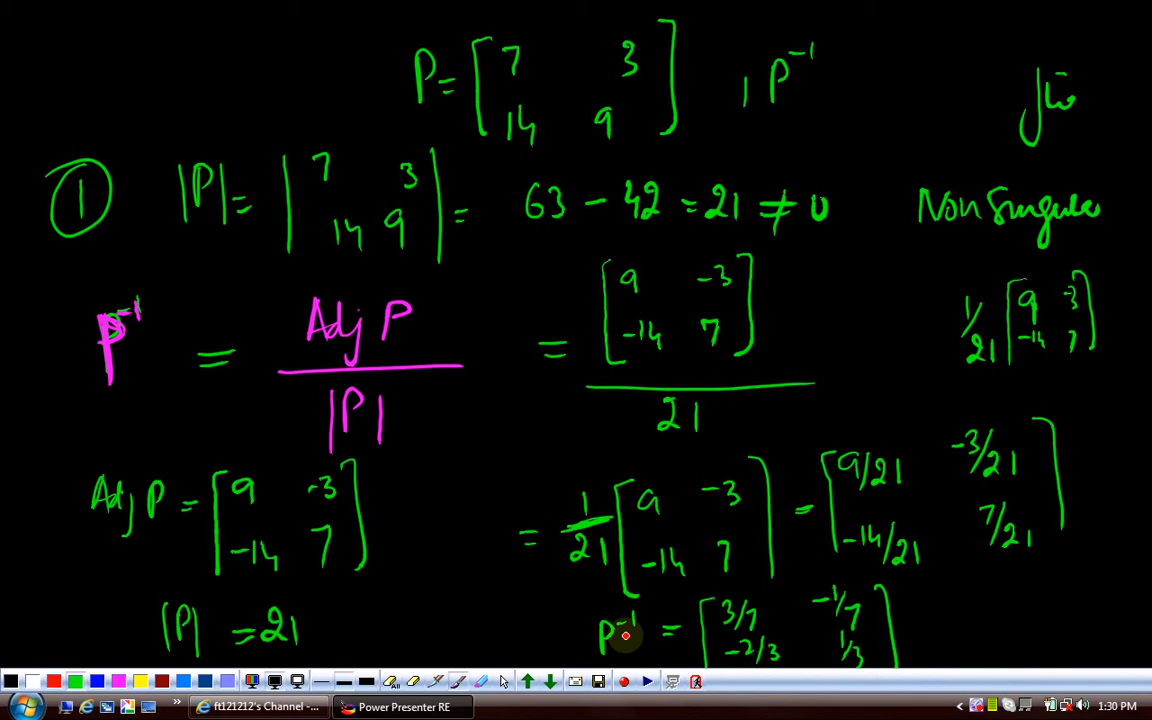 P = [ 7 3 , P⁻¹
14 9 ]
① |P| = | 7 3
14 9 | = 63 - 42 = 21 ≠ 0 Non Singular
P⁻¹ = Adj P / |P| = [ 9 -3
-14 7 ] / 21
1/21 [ 9 -3
-14 7 ]
Adj P = [ 9 -3
-14 7 ]
= 1/21 [ 9 -3
-14 7 ] = [ 9/21 -3/21
-14/21 7/21 ]
|P| = 21
P⁻¹ = [ 3/7 -1/7
-2/3 1/3 ]
ft121212's Channel -... Power Presenter RE 1:30 PM